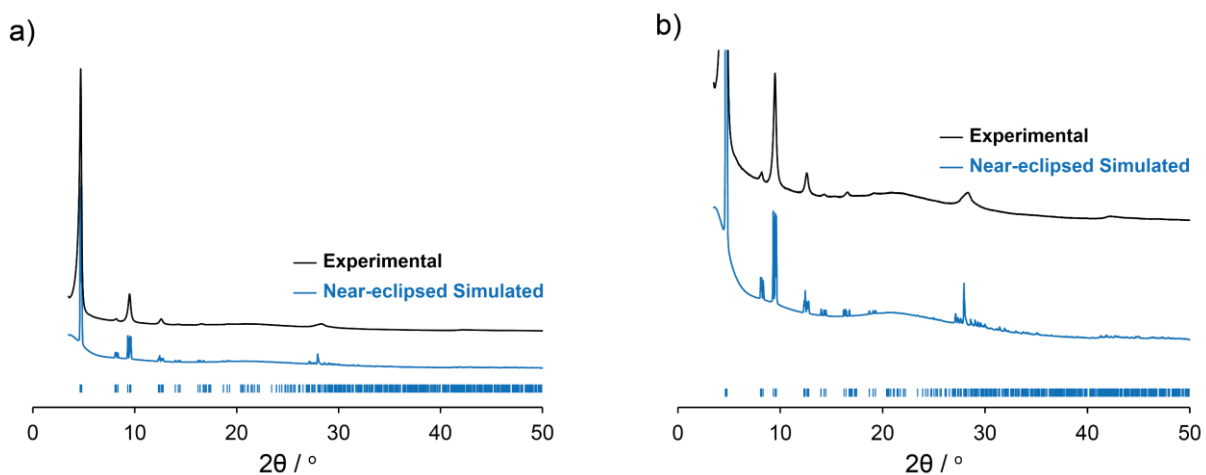 a)
Experimental
Near-eclipsed Simulated
0 10 20 30 40 50
2θ / °
b)
Experimental
Near-eclipsed Simulated
0 10 20 30 40 50
2θ / °